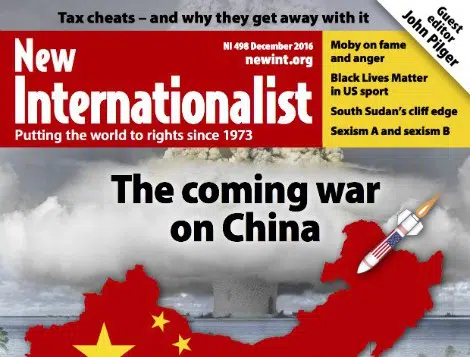 Tax cheats – and why they get away with it
Guest
editor
John Pilger
New
Internationalist
Putting the world to rights since 1973
NI 498 December 2016
newint.org
Moby on fame
and anger
Black Lives Matter
in US sport
South Sudan's cliff edge
Sexism A and sexism B
The coming war
on China